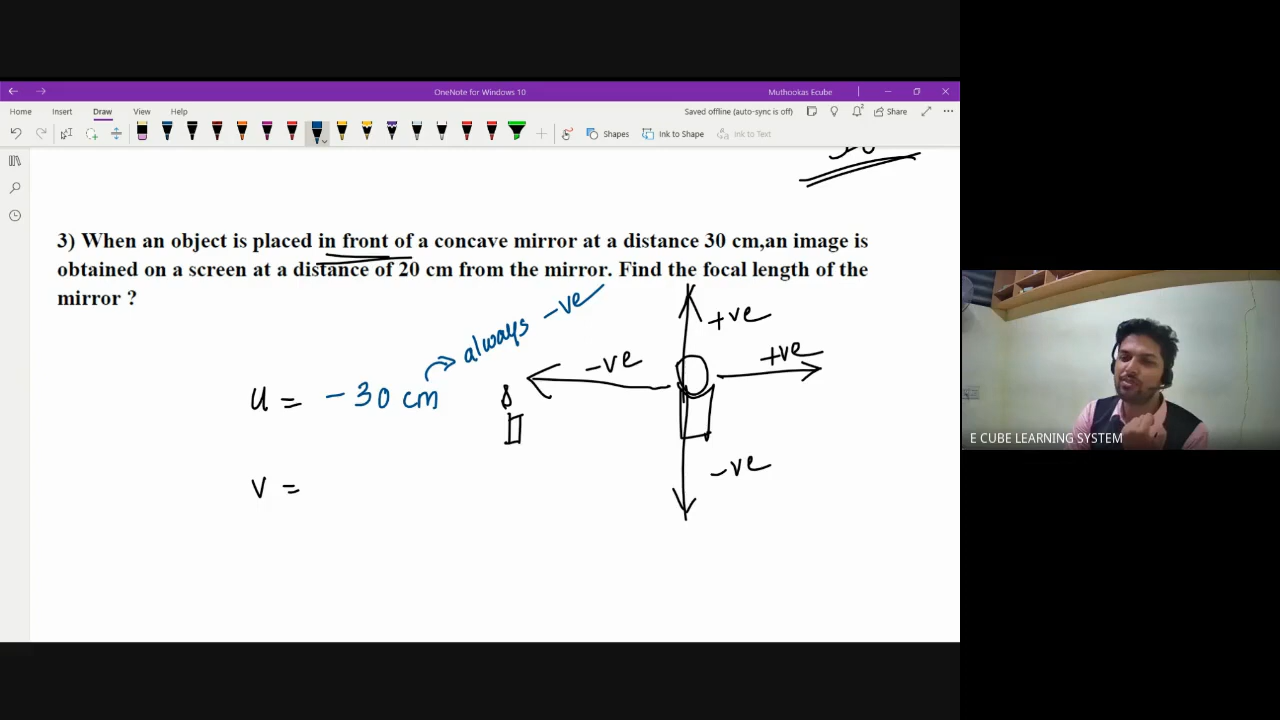 OneNote for Windows 10
Muthookas Ecube
Home Insert Draw View Help
Saved offline (auto-sync is off)
Share
Shapes
Ink to Shape
Ink to Text
3) When an object is placed in front of a concave mirror at a distance 30 cm,an image is
obtained on a screen at a distance of 20 cm from the mirror. Find the focal length of the
mirror ?
always -ve
+ve
-ve
+ve
u = - 30 cm
-ve
v =
E CUBE LEARNING SYSTEM